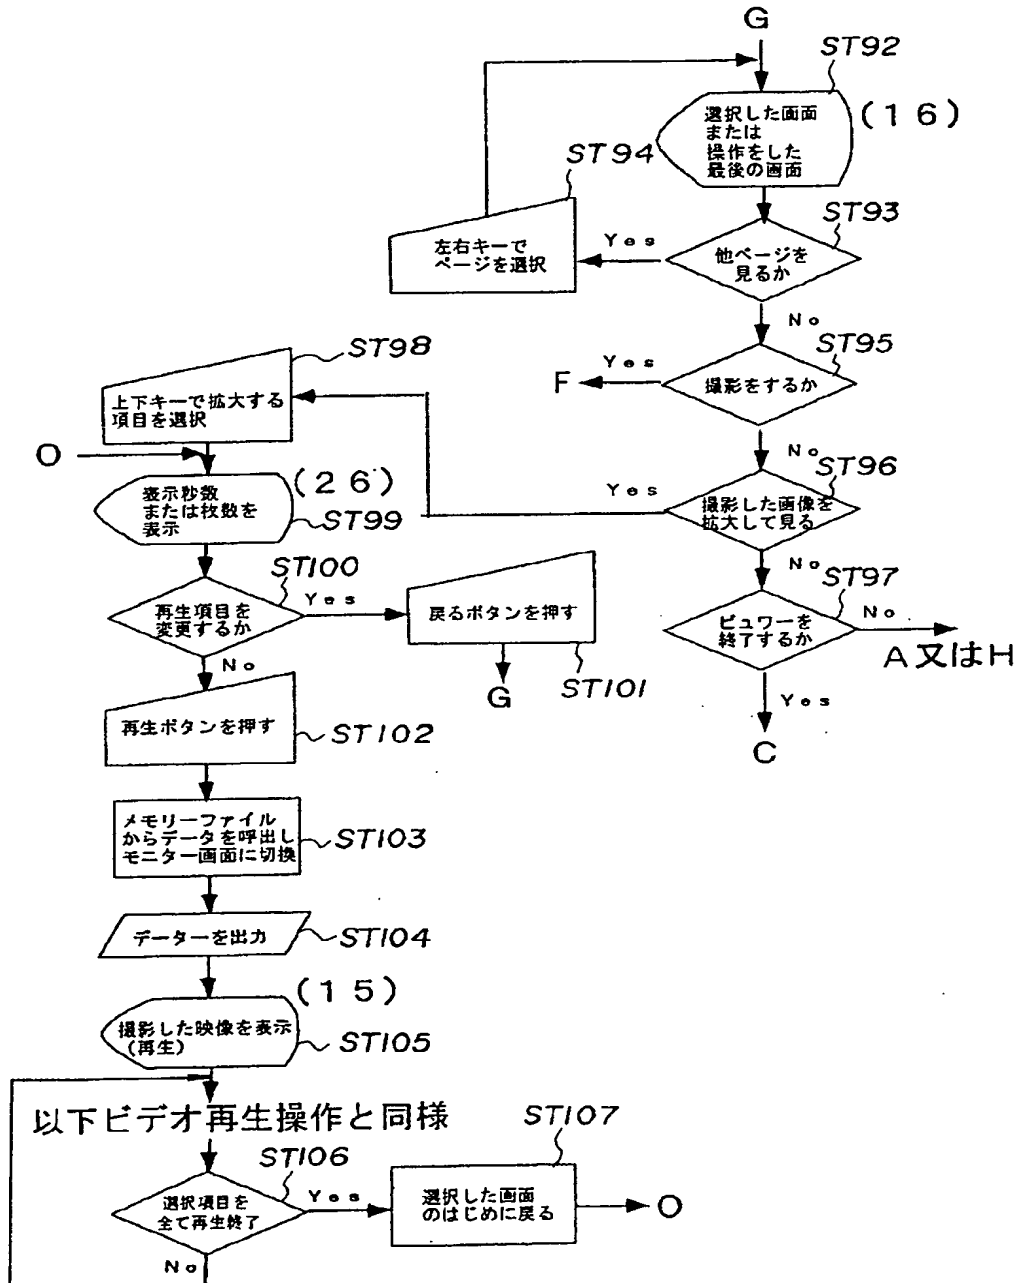 G
ST92
選択した画面
または
操作をした
最後の画面
(16)
ST94
左右キーで
ページを選択
ST93
Yes
他ページを
見るか
No
ST95
Yes
F
撮影をするか
No
ST96
Yes
撮影した画像を
拡大して見る
No
ST97
ビュワーを
終了するか
No
A又はH
Yes
C
ST98
上下キーで拡大する
項目を選択
O
(26)
表示秒数
または枚数を
表示
ST99
ST100
再生項目を
変更するか
Yes
戻るボタンを押す
ST101
G
No
再生ボタンを押す
ST102
メモリーファイル
からデータを呼出し
モニター画面に切換
ST103
データーを出力
ST104
(15)
撮影した映像を表示
(再生)
ST105
以下ビデオ再生操作と同様
ST106
選択項目を
全て再生終了
Yes
ST107
選択した画面
のはじめに戻る
O
No